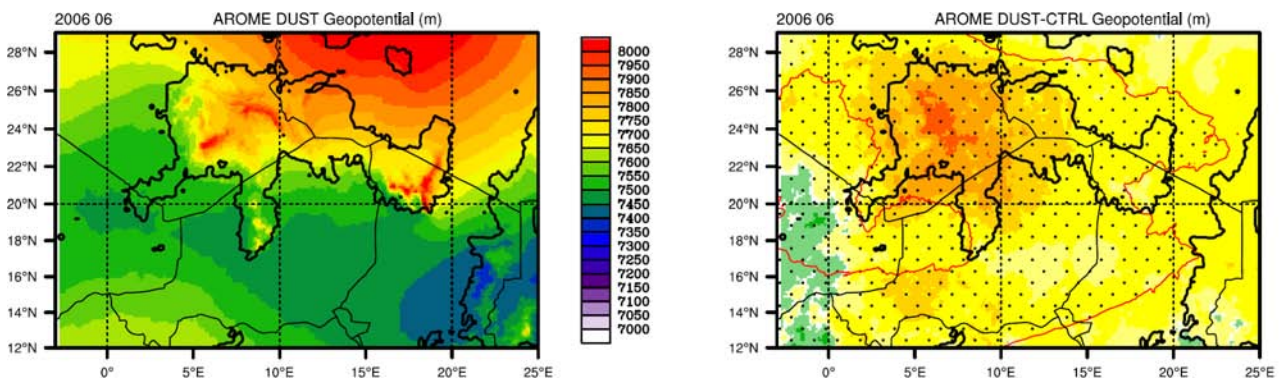 2006 06 AROME DUST Geopotential (m)
28°N
26°N
24°N
22°N
20°N
18°N
16°N
14°N
12°N
0° 5°E 10°E 15°E 20°E 25°E
8000
7950
7900
7850
7800
7700
7650
7550
7500
7450
7400
7350
7300
7250
7200
7150
7100
7050
7000
2006 06 AROME DUST-CTRL Geopotential (m)
28°N
26°N
24°N
22°N
20°N
18°N
16°N
14°N
12°N
0° 5°E 10°E 15°E 20°E 25°E